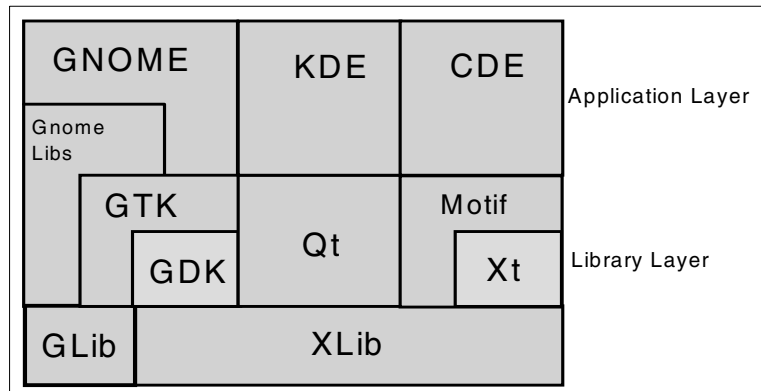 GNOME
KDE
CDE
Application Layer
Gnome
Libs
GTK
Qt
Motif
GDK
Xt
Library Layer
GLib
XLib